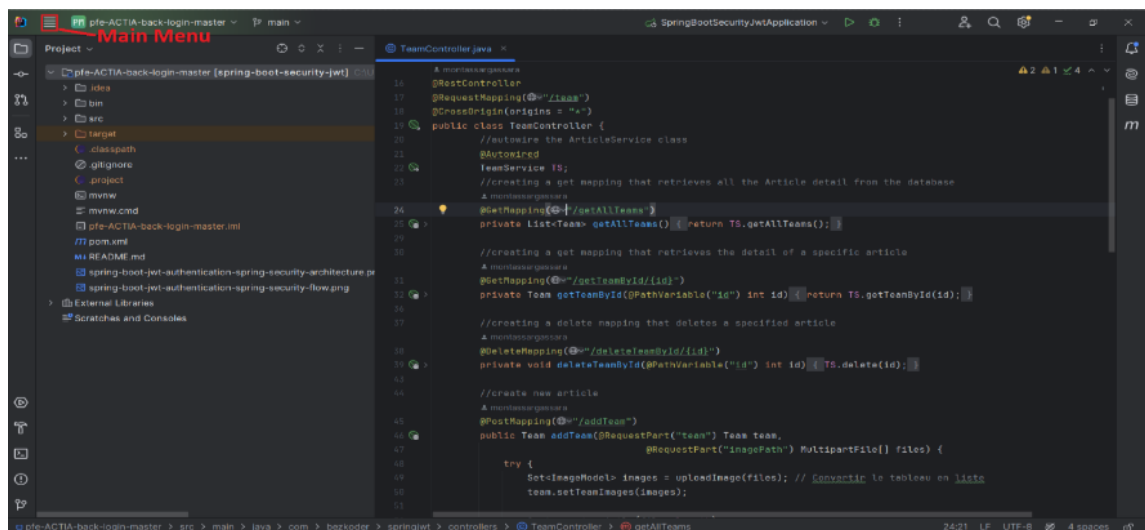 PM pfe-ACTIA-back-login-master main SpringBootSecurityJwtApplication
Main Menu
Project
TeamController.java
pfe-ACTIA-back-login-master [spring-boot-security-jwt]
.idea
bin
src
target
.classpath
.gitignore
.project
mvnw
mvnw.cmd
pfe-ACTIA-back-login-master.iml
pom.xml
README.md
spring-boot-jwt-authentication-spring-security-architecture.pr
spring-boot-jwt-authentication-spring-security-flow.png
External Libraries
Scratches and Consoles
montassargassara
2 1 4
16 @RestController
17 @RequestMapping("/team")
18 @CrossOrigin(origins = "*")
19 public class TeamController {
20 //autowire the ArticleService class
21 @Autowired
22 TeamService TS;
23 //creating a get mapping that retrieves all the Article detail from the database
montassargassara
24 @GetMapping("/getAllTeams")
25 private List<Team> getAllTeams() { return TS.getAllTeams(); }
29
30 //creating a get mapping that retrieves the detail of a specific article
montassargassara
31 @GetMapping("/getTeamById/{id}")
32 private Team getTeamById(@PathVariable("id") int id) { return TS.getTeamById(id); }
36
37 //creating a delate mapping that deletes a specified article
montassargassara
38 @DeleteMapping("/deleteTeamById/{id}")
39 private void deleteTeamById(@PathVariable("id") int id) { TS.delete(id); }
43
44 //create new article
montassargassara
45 @PostMapping("/addTeam")
46 public Team addTeam(@RequestPart("team") Team team,
47 @RequestPart("imagePath") MultipartFile[] files) {
48 try {
49 Set<ImageModel> images = uploadImage(files); // Convertir le tableau en liste
50 team.setTeamImages(images);
51
pfe-ACTIA-back-login-master > src > main > java > com > bezkoder > springjwt > controllers > TeamController > getAllTeams 24:21 LF UTF-8 4 spaces